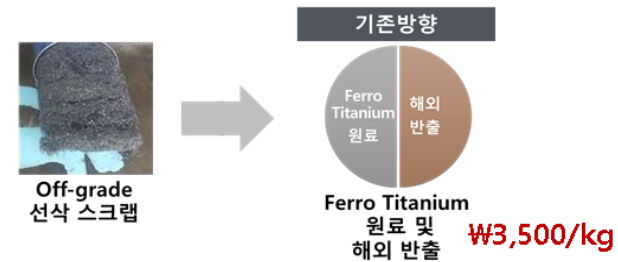 기존방향
Ferro
Titanium
원료
해외
반출
Off-grade
선삭 스크랩
Ferro Titanium
원료 및
해외 반출
₩3,500/kg